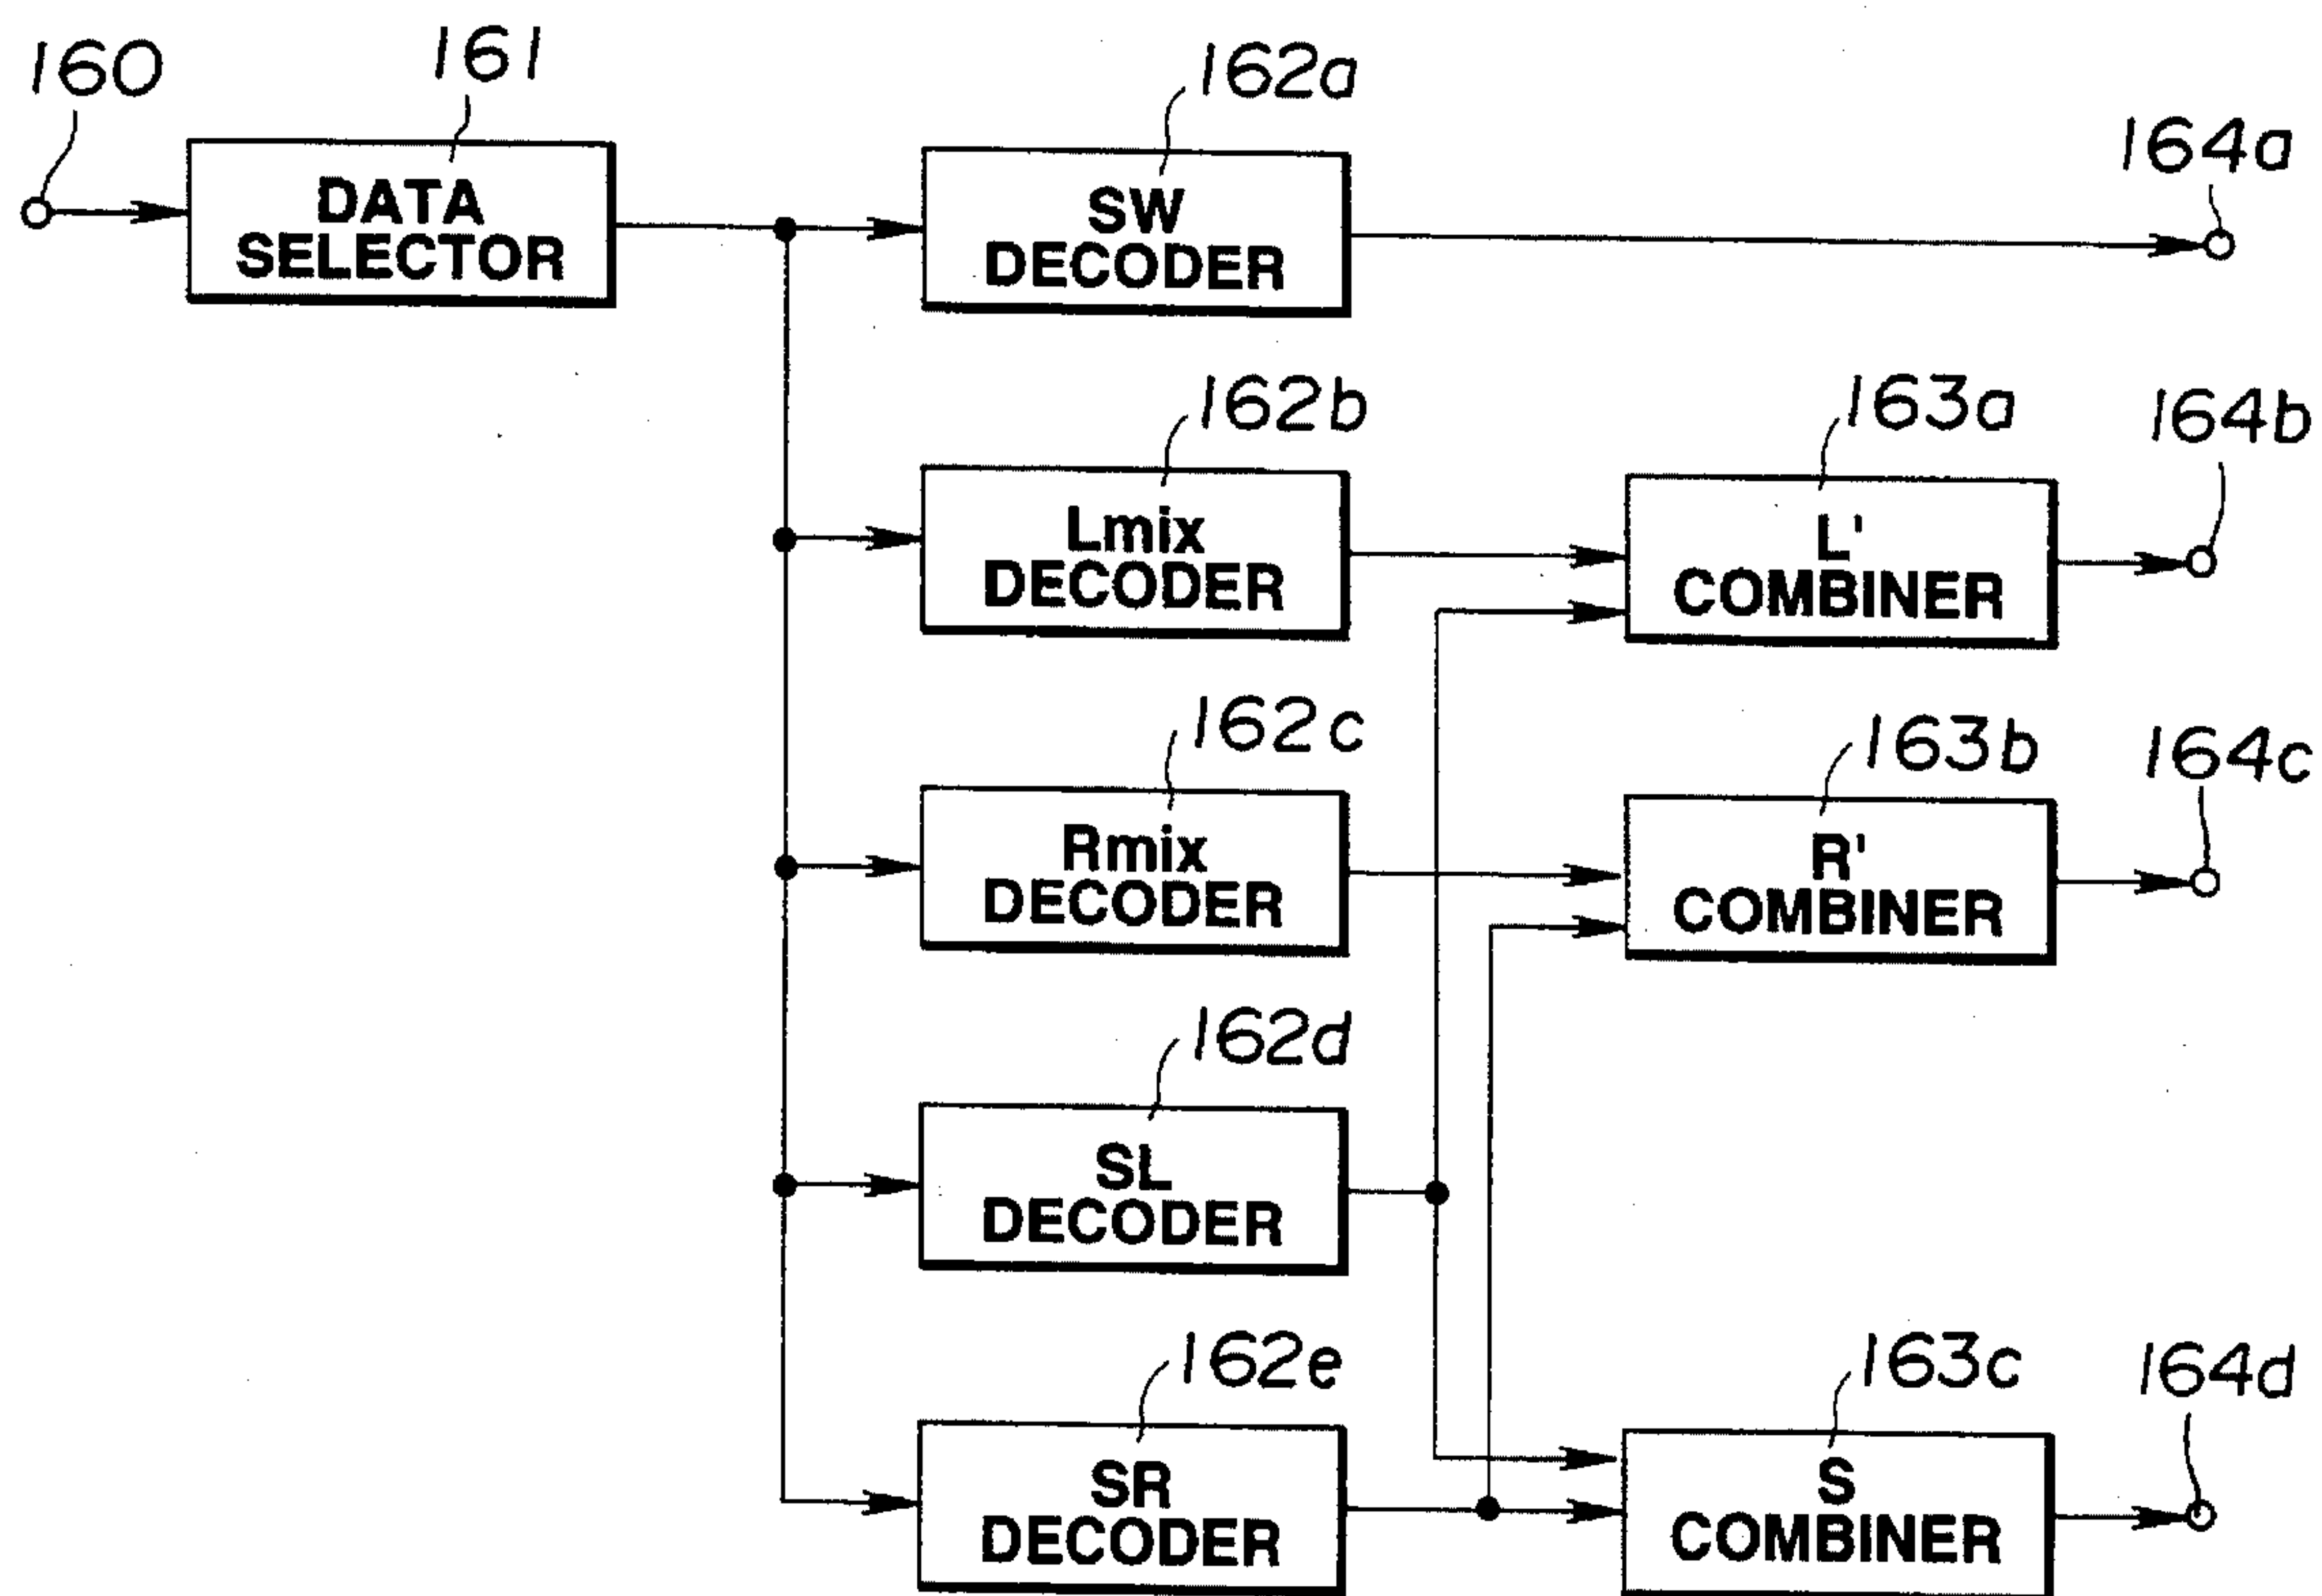 160
161
162a
164a
DATA
SELECTOR
SW
DECODER
162b
163a
164b
Lmix
DECODER
L'
COMBINER
162c
163b
164c
Rmix
DECODER
R'
COMBINER
162d
SL
DECODER
162e
163c
164d
SR
DECODER
S
COMBINER